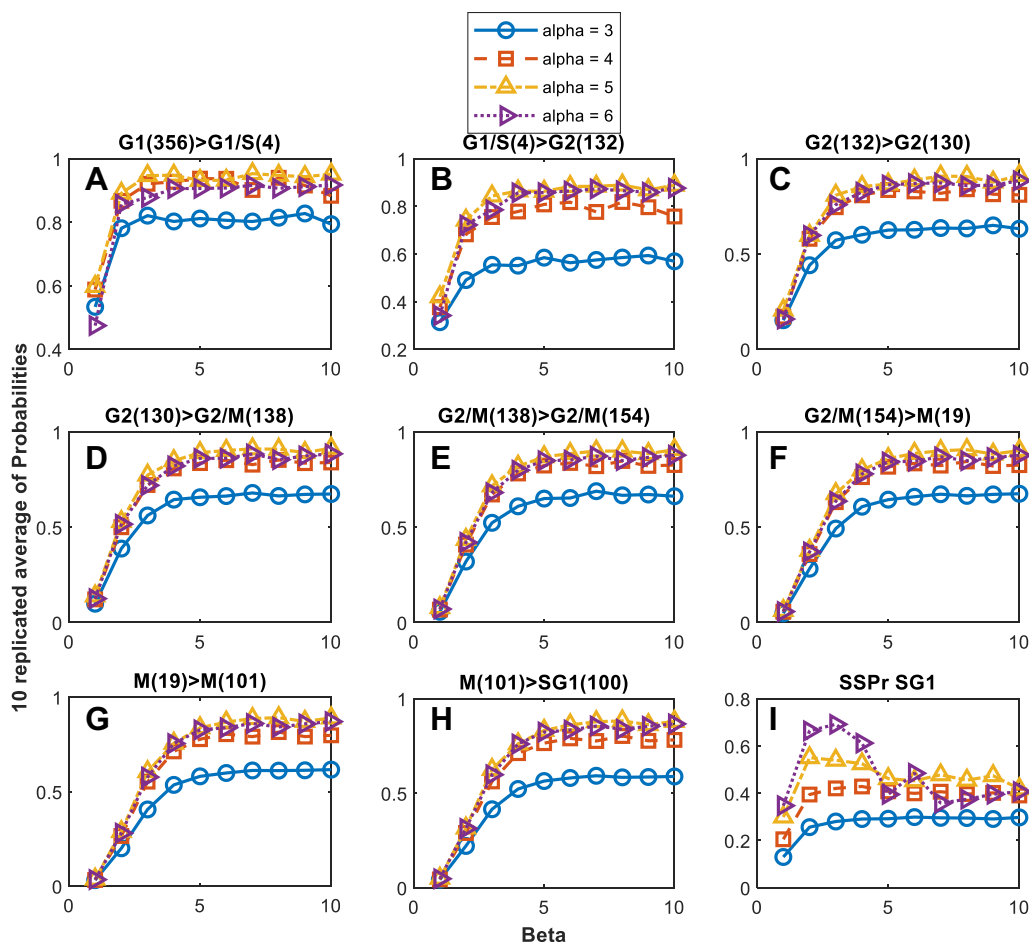 alpha = 3
alpha = 4
alpha = 5
alpha = 6
G1(356)>G1/S(4)
G1/S(4)>G2(132)
G2(132)>G2(130)
A
B
C
1
0.8
0.6
0.4
0
5
10
1
0.8
0.6
0.4
0.2
0
5
10
1
0.5
0
0
5
10
G2(130)>G2/M(138)
G2/M(138)>G2/M(154)
G2/M(154)>M(19)
D
E
F
1
0.5
0
0
5
10
1
0.5
0
0
5
10
1
0.5
0
0
5
10
M(19)>M(101)
M(101)>SG1(100)
SSPr SG1
G
H
I
1
0.5
0
0
5
10
1
0.5
0
0
5
10
0.8
0.6
0.4
0.2
0
0
5
10
10 replicated average of Probabilities
Beta